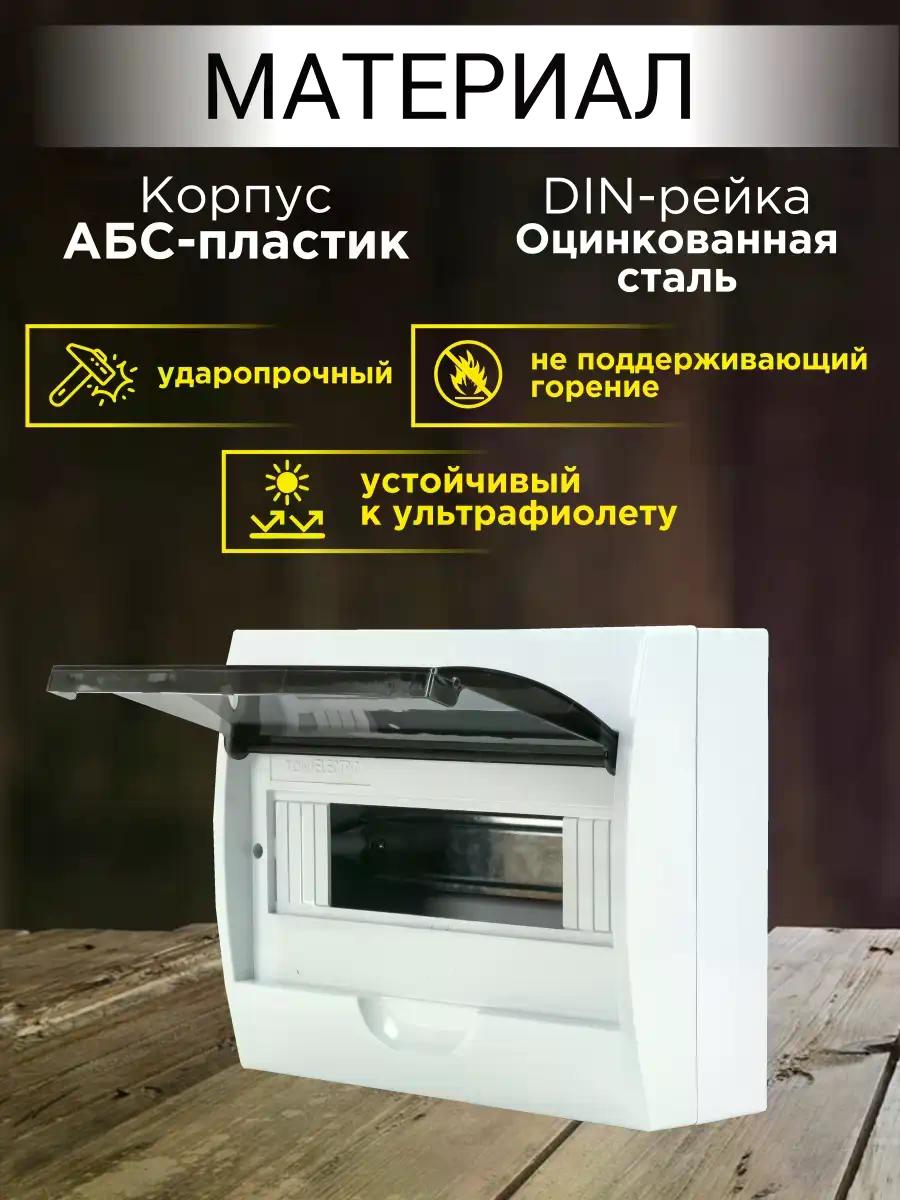 МАТЕРИАЛ
Корпус
АБС-пластик
DIN-рейка
Оцинкованная
сталь
ударопрочный
не поддерживающий
горение
устойчивый
к ультрафиолету